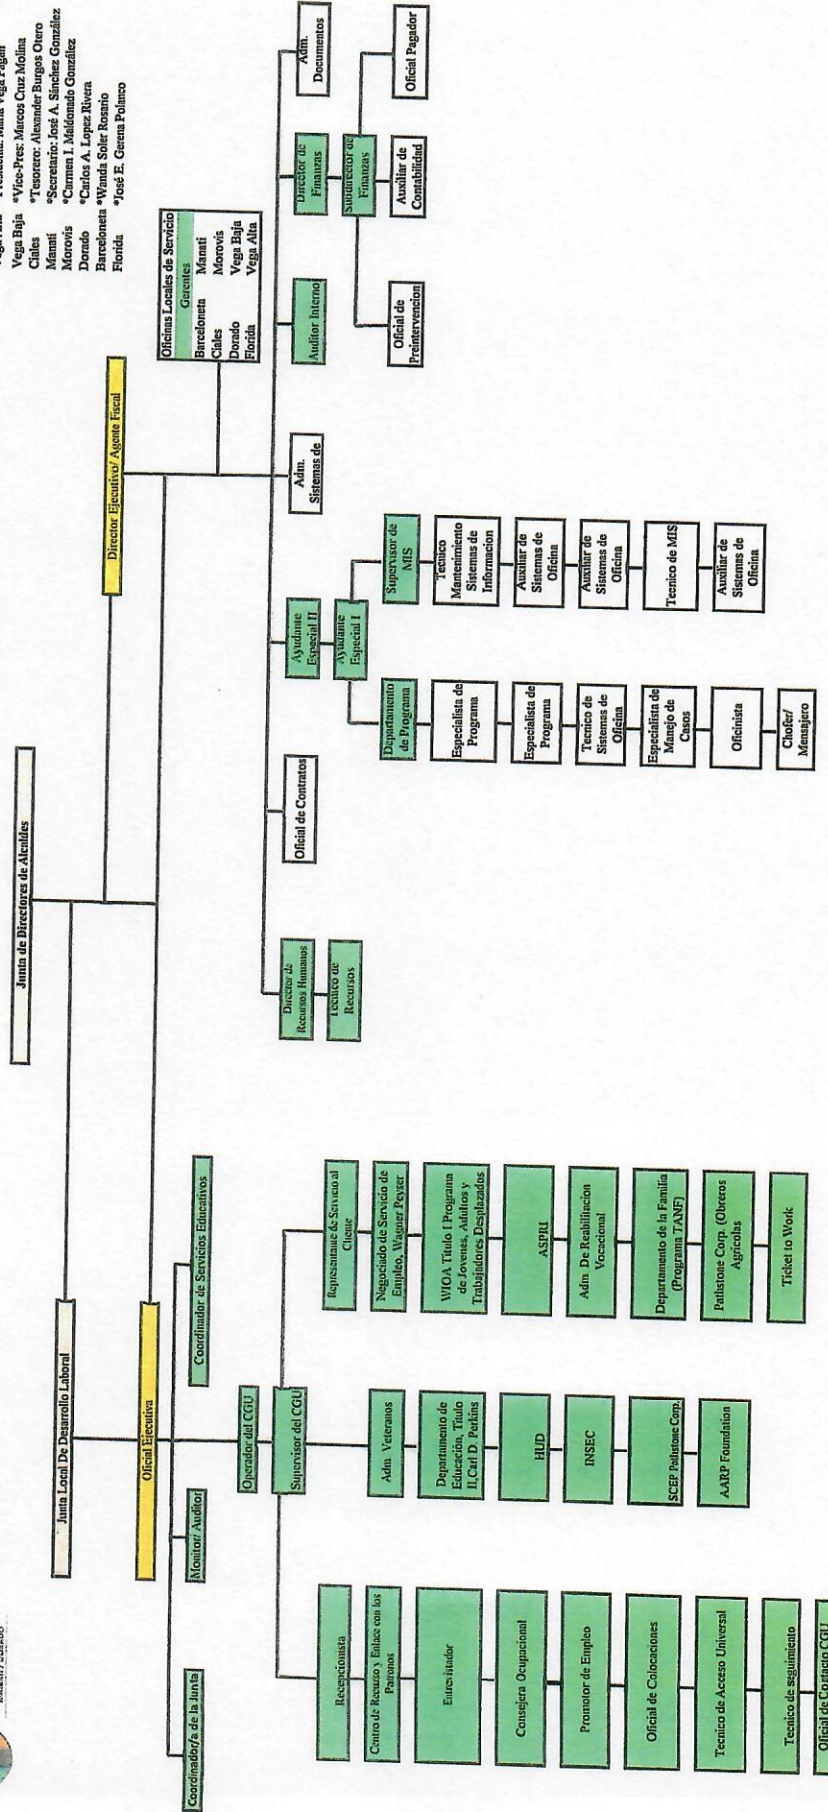 Vega Baja *Vice-Pres: Marcos Cruz Molina
Ciales *Tesorero: Alexander Burgos Otero
Manatí *Secretario: José A. Sánchez González
Morovis *Carmen I. Maldonado González
Dorado *Carlos A. Lopez Rivera
Barceloneta *Wanda Soler Rosario
Florida *José E. Gerena Polanco
Junta de Directores de Alcaldes
Junta Local De Desarrollo Laboral
Director Ejecutivo/ Agente Fiscal
Oficial Ejecutiva
Oficinas Locales de Servicio
Gerentes
Barceloneta Manatí
Ciales Morovis
Dorado Vega Baja
Florida Vega Alta
Coordinador/a de la Junta
Monitor/ Auditor
Coordinador de Servicios Educativos
Operador del CGU
Supervisor del CGU
Recepcionista
Centro de Recurso y Enlace con los
Patronos
Entrevistador
Consejera Ocupacional
Promotor de Empleo
Oficial de Colocaciones
Tecnico de Acceso Universal
Tecnico de seguimiento
Oficial de Contacto CGU
Adm. Veteranos
Departamento de
Educación, Titulo
II,Carl D. Perkins
HUD
INSEC
SCEP Pathstone Corp.
AARP Foundation
Representante de Servicio al
Cliente
Negociado de Servicio de
Empleo, Wagner Peyser
WIOA Titulo I Programa
de Jovenes, Adultos y
Trabajadores Desplazados
ASPRI
Adm De Reabilitacion
Vocacional
Departamento de la Familia
(Programa TANF)
Pathstone Corp. (Obreros
Agricolas
Ticket to Work
Director de
Recursos Humanos
Tecnico de
Recursos
Oficial de Contratos
Ayudante
Especial II
Ayudante
Especial I
Departamento
de Programa
Especialista de
Programa
Especialista de
Programa
Tecnico de
Sistemas de
Oficina
Especialista de
Manejo de
Casos
Oficinista
Chofer/
Mensajero
Supervisor de
MIS
Tecnico
Mantenimiento
Sistemas de
Informacion
Auxiliar de
Sistemas de
Oficina
Auxiliar de
Sistemas de
Oficina
Tecnico de MIS
Auxiliar de
Sistemas de
Oficina
Adm.
Sistemas de
Auditor Interno
Director de
Finanzas
Subdirector de
Finanzas
Oficial de
Preintervencion
Auxiliar de
Contabilidad
Oficial Pagador
Adm.
Documentos